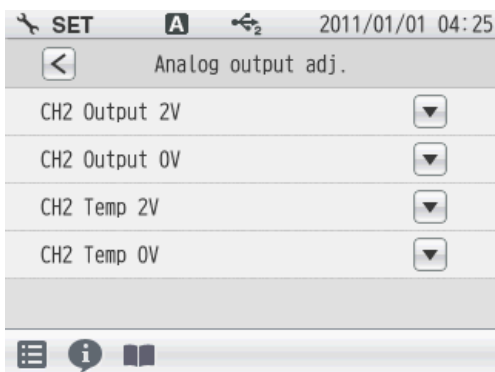 SET A 2 2011/01/01 04:25
Analog output adj.
CH2 Output 2V
CH2 Output 0V
CH2 Temp 2V
CH2 Temp 0V